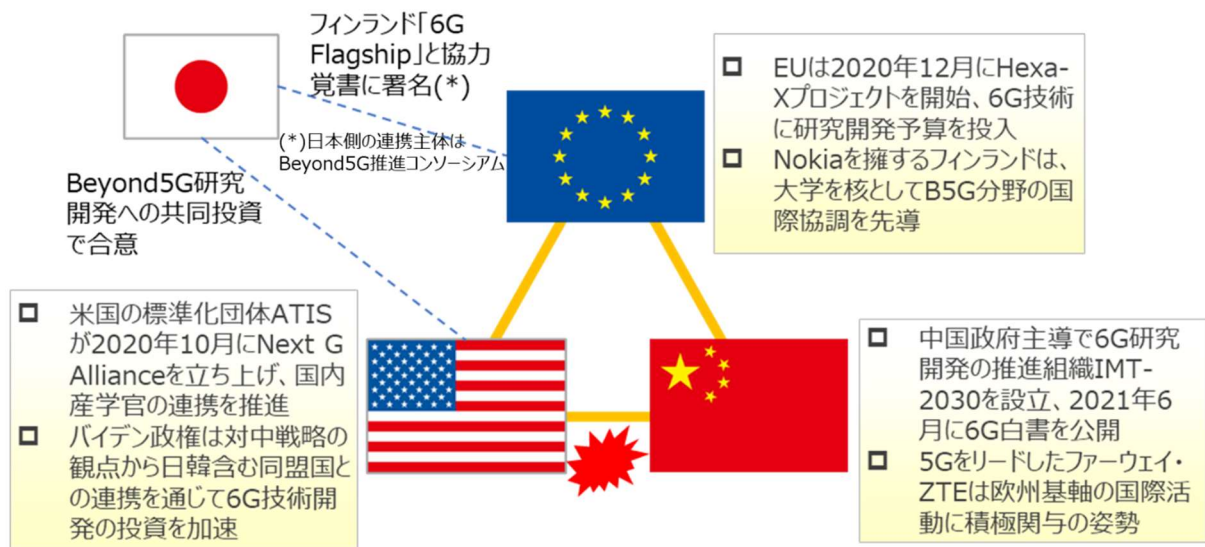 フィンランド「6G
Flagship」と協力
覚書に署名(*)
(*)日本側の連携主体は
Beyond5G推進コンソーシアム
Beyond5G研究
開発への共同投資
で合意
□ EUは2020年12月にHexa-
Xプロジェクトを開始、6G技術
に研究開発予算を投入
□ Nokiaを擁するフィンランドは、
大学を核としてB5G分野の国
際協調を先導
□ 米国の標準化団体ATIS
が2020年10月にNext G
Allianceを立ち上げ、国内
産学官の連携を推進
□ バイデン政権は対中戦略の
観点から日韓含む同盟国と
の連携を通じて6G技術開
発の投資を加速
□ 中国政府主導で6G研究
開発の推進組織IMT-
2030を設立、2021年6
月に6G白書を公開
□ 5Gをリードしたファーウェイ・
ZTEは欧州基軸の国際活
動に積極関与の姿勢